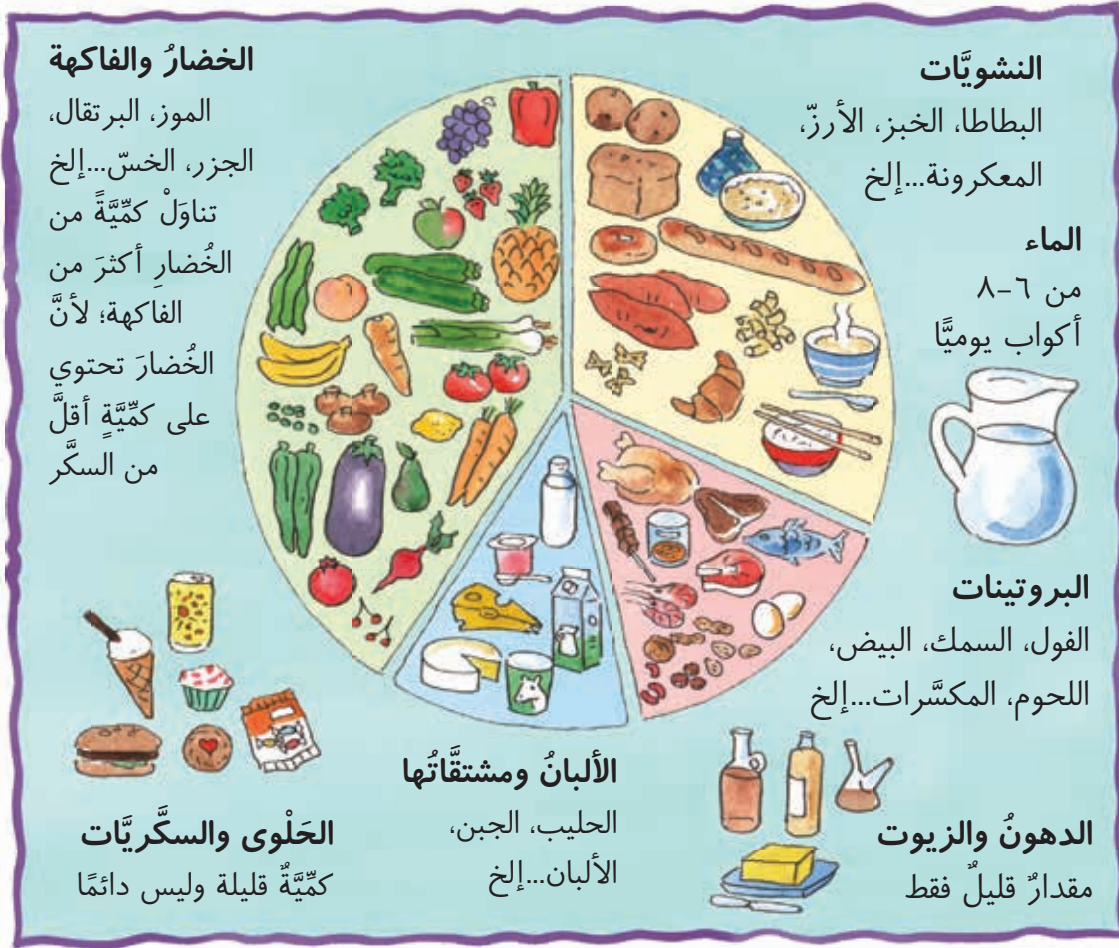 النشويَّات
البطاطا، الخبز، الأرزّ،
المعكرونة...إلخ
الماء
من ٦-٨
أكواب يوميًّا
البروتينات
الفول، السمك، البيض،
اللحوم، المكسَّرات...إلخ
الدهونُ والزيوت
مقدارٌ قليلٌ فقط
الألبانُ ومشتقَّاتُها
الحليب، الجبن،
الألبان...إلخ
الخضارُ والفاكهة
الموز، البرتقال،
الجزر، الخسّ...إلخ
تناوَلْ كمِّيَّةً من
الخُضارِ أكثرَ من
الفاكهة؛ لأنَّ
الخُضارَ تحتوي
على كمِّيَّةٍ أقلَّ
من السكَّر
الحَلْوى والسكَّريَّات
كمِّيَّةٌ قليلة وليس دائمًا